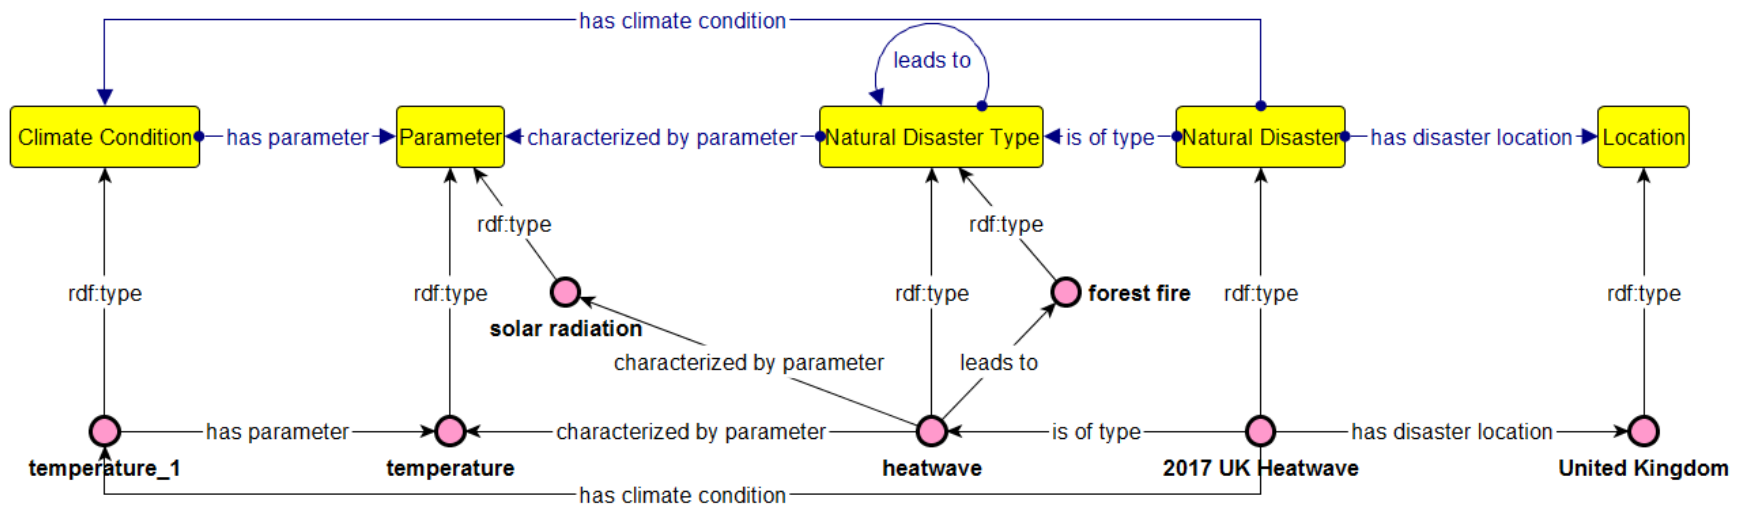 has climate condition
leads to
Climate Condition
has parameter
Parameter
characterized by parameter
Natural Disaster Type
is of type
Natural Disaster
has disaster location
Location
rdf:type
rdf:type
rdf:type
rdf:type
rdf:type
rdf:type
rdf:type
forest fire
solar radiation
characterized by parameter
leads to
has parameter
characterized by parameter
is of type
has disaster location
temperature_1
temperature
heatwave
2017 UK Heatwave
United Kingdom
has climate condition